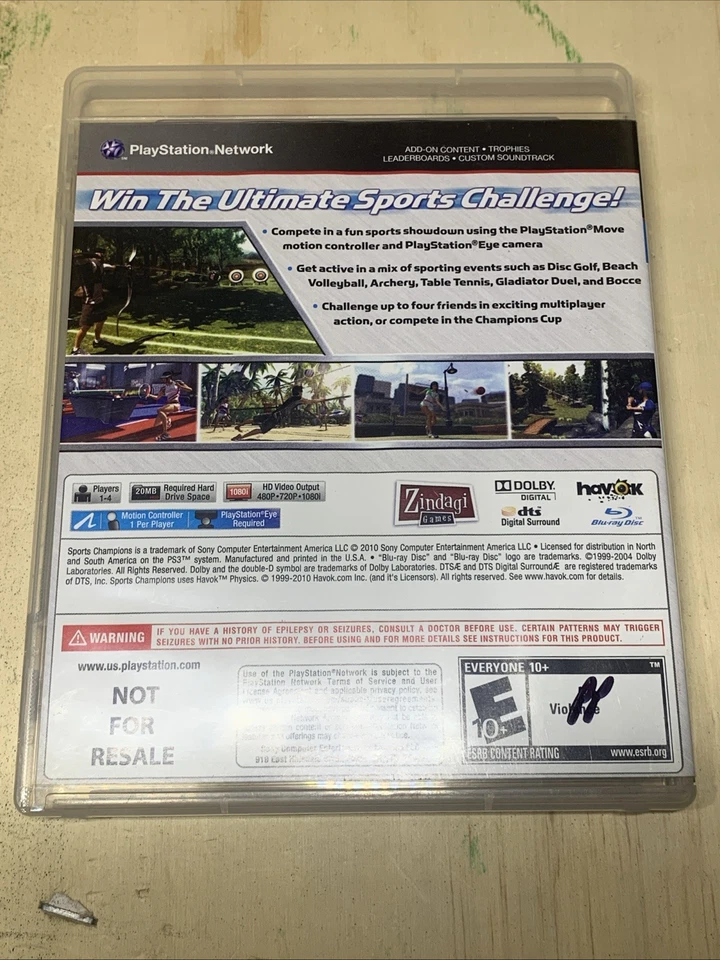 PlayStation®Network
ADD-ON CONTENT • TROPHIES
LEADERBOARDS • CUSTOM SOUNDTRACK
Win The Ultimate Sports Challenge!
• Compete in a fun sports showdown using the PlayStation®Move
motion controller and PlayStation®Eye camera
• Get active in a mix of sporting events such as Disc Golf, Beach
Volleyball, Archery, Table Tennis, Gladiator Duel, and Bocce
• Challenge up to four friends in exciting multiplayer
action, or compete in the Champions Cup
Players
1-4
20MB
Required Hard
Drive Space
1080i
HD Video Output
480P•720P•1080i
Motion Controller
1 Per Player
PlayStation®Eye
Required
Zindagi
Games
DOLBY
DIGITAL
dts
Digital Surround
havok
Blu-ray Disc
Sports Champions is a trademark of Sony Computer Entertainment America LLC © 2010 Sony Computer Entertainment America LLC • Licensed for distribution in North
and South America on the PS3™ system. Manufactured and printed in the U.S.A. • "Blu-ray Disc" and "Blu-ray Disc" logo are trademarks. ©1999-2004 Dolby
Laboratories. All Rights Reserved. Dolby and the double-D symbol are trademarks of Dolby Laboratories. DTSÆ and DTS Digital SurroundÆ are registered trademarks
of DTS, Inc. Sports Champions uses Havok™ Physics. © 1999-2010 Havok.com Inc. (and it's Licensors). All rights reserved. See www.havok.com for details.
WARNING
IF YOU HAVE A HISTORY OF EPILEPSY OR SEIZURES, CONSULT A DOCTOR BEFORE USE. CERTAIN PATTERNS MAY TRIGGER
SEIZURES WITH NO PRIOR HISTORY. BEFORE USING AND FOR MORE DETAILS SEE INSTRUCTIONS FOR THIS PRODUCT.
www.us.playstation.com
NOT
FOR
RESALE
Use of the PlayStation®Network is subject to the
PlayStation Network Terms of Service and User
applicable privacy policy,
Sony Computer
EVERYONE 10+
TM
E
10+
Violence
ESRB CONTENT RATING
www.esrb.org